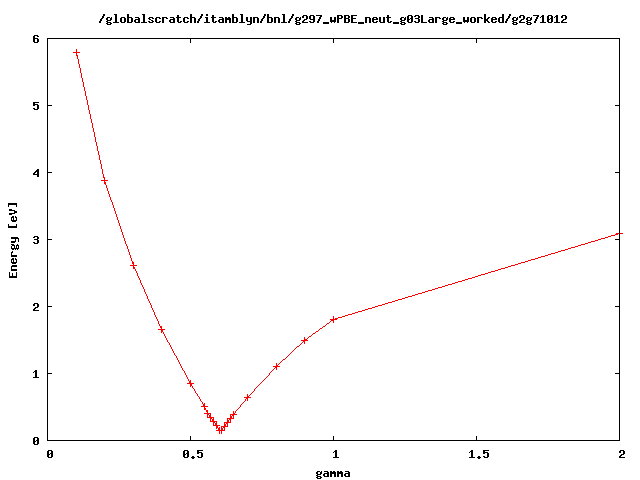 /globalscratch/itamblyn/bnl/g297_wPBE_neut_g03Large_worked/g2g71012
6
5
4
3
2
1
0
Energy [eV]
0 0.5 1 1.5 2
gamma